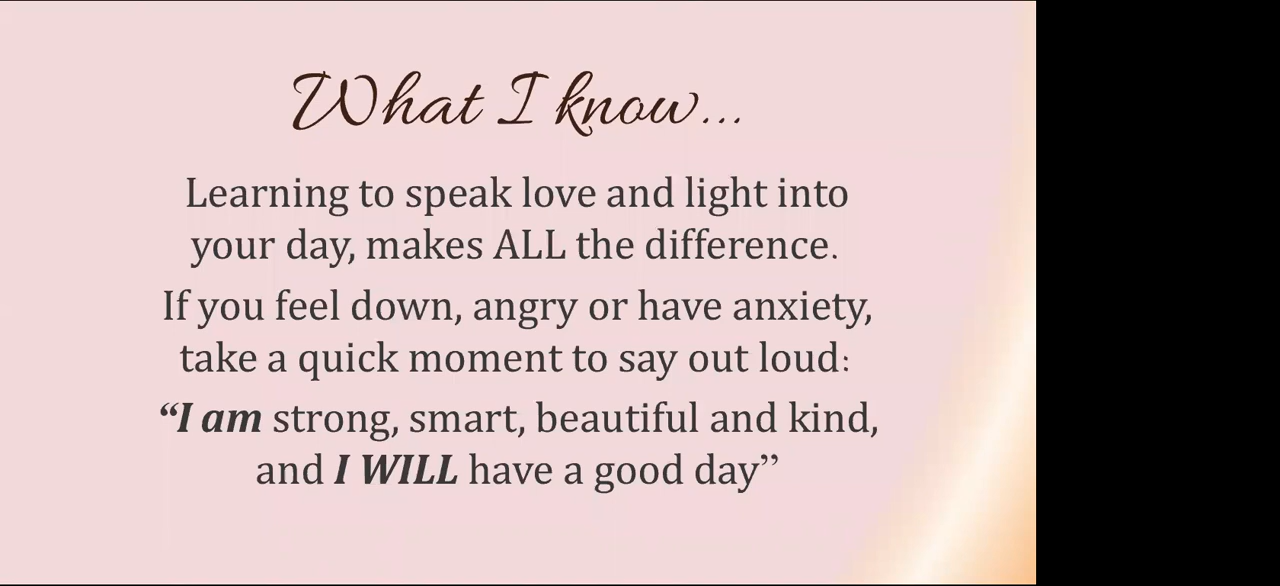 What I know...
Learning to speak love and light into
your day, makes ALL the difference.
If you feel down, angry or have anxiety,
take a quick moment to say out loud:
“I am strong, smart, beautiful and kind,
and I WILL have a good day”